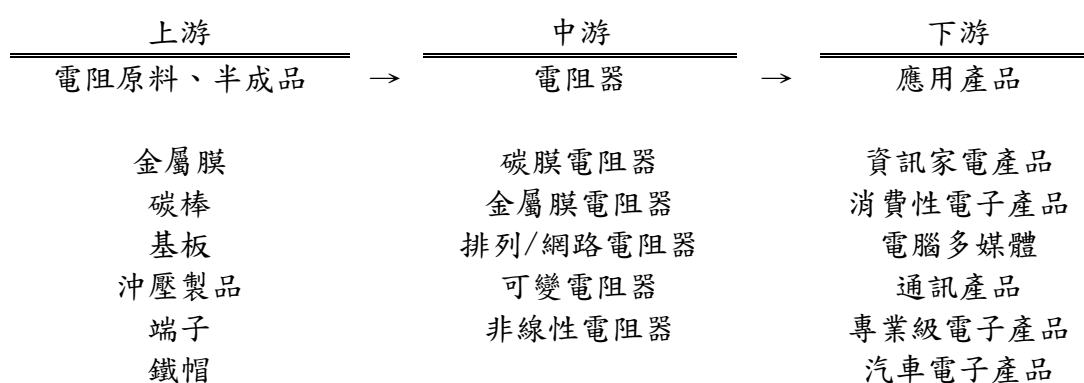 上游 中游 下游
電阻原料、半成品 → 電阻器 → 應用產品
金屬膜 碳膜電阻器 資訊家電產品
碳棒 金屬膜電阻器 消費性電子產品
基板 排列/網路電阻器 電腦多媒體
沖壓製品 可變電阻器 通訊產品
端子 非線性電阻器 專業級電子產品
鐵帽 汽車電子產品